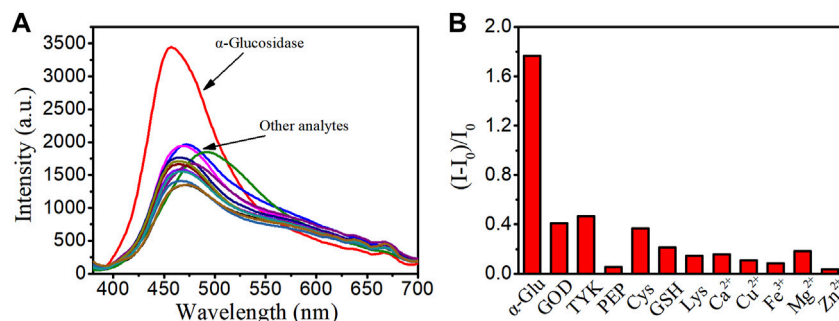 A
3500
3000
2500
2000
1500
1000
500
0
Intensity (a.u.)
α-Glucosidase
Other analytes
400 450 500 550 600 650 700
Wavelength (nm)
B
2.0
1.6
1.2
0.8
0.4
0.0
(I-I₀)/I₀
α-Glu GOD TYK PEP Cys GSH Lys Ca²⁺ Cu²⁺ Fe³⁺ Mg²⁺ Zn²⁺